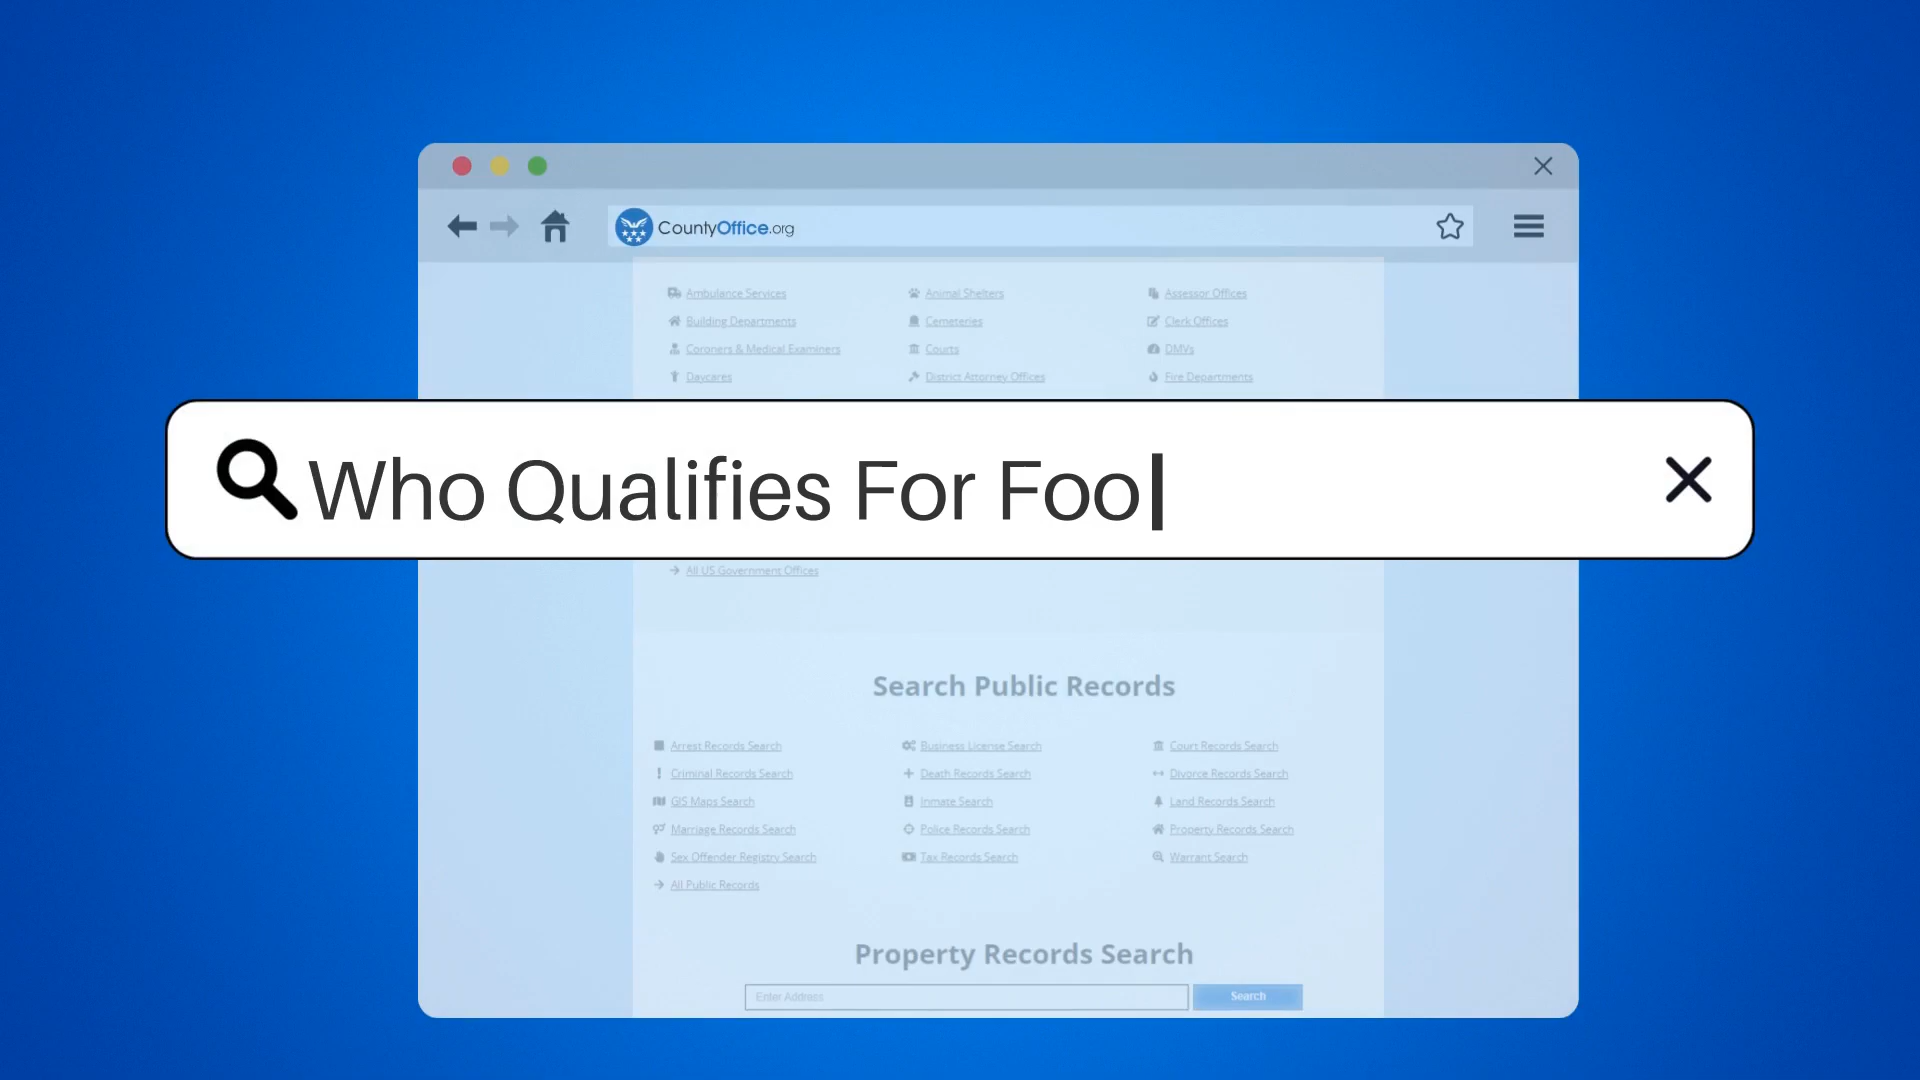 CountyOffice.org
Ambulance Services Animal Shelters Assessor Offices
Building Departments Cemeteries Clerk Offices
Coroners & Medical Examiners Courts DMVs
Daycares District Attorney Offices Fire Departments
Who Qualifies For Foo
All US Government Offices
Search Public Records
Arrest Records Search Business License Search Court Records Search
Criminal Records Search Death Records Search Divorce Records Search
GIS Maps Search Inmate Search Land Records Search
Marriage Records Search Police Records Search Property Records Search
Sex Offender Registry Search Tax Records Search Warrant Search
All Public Records
Property Records Search
Enter Address Search